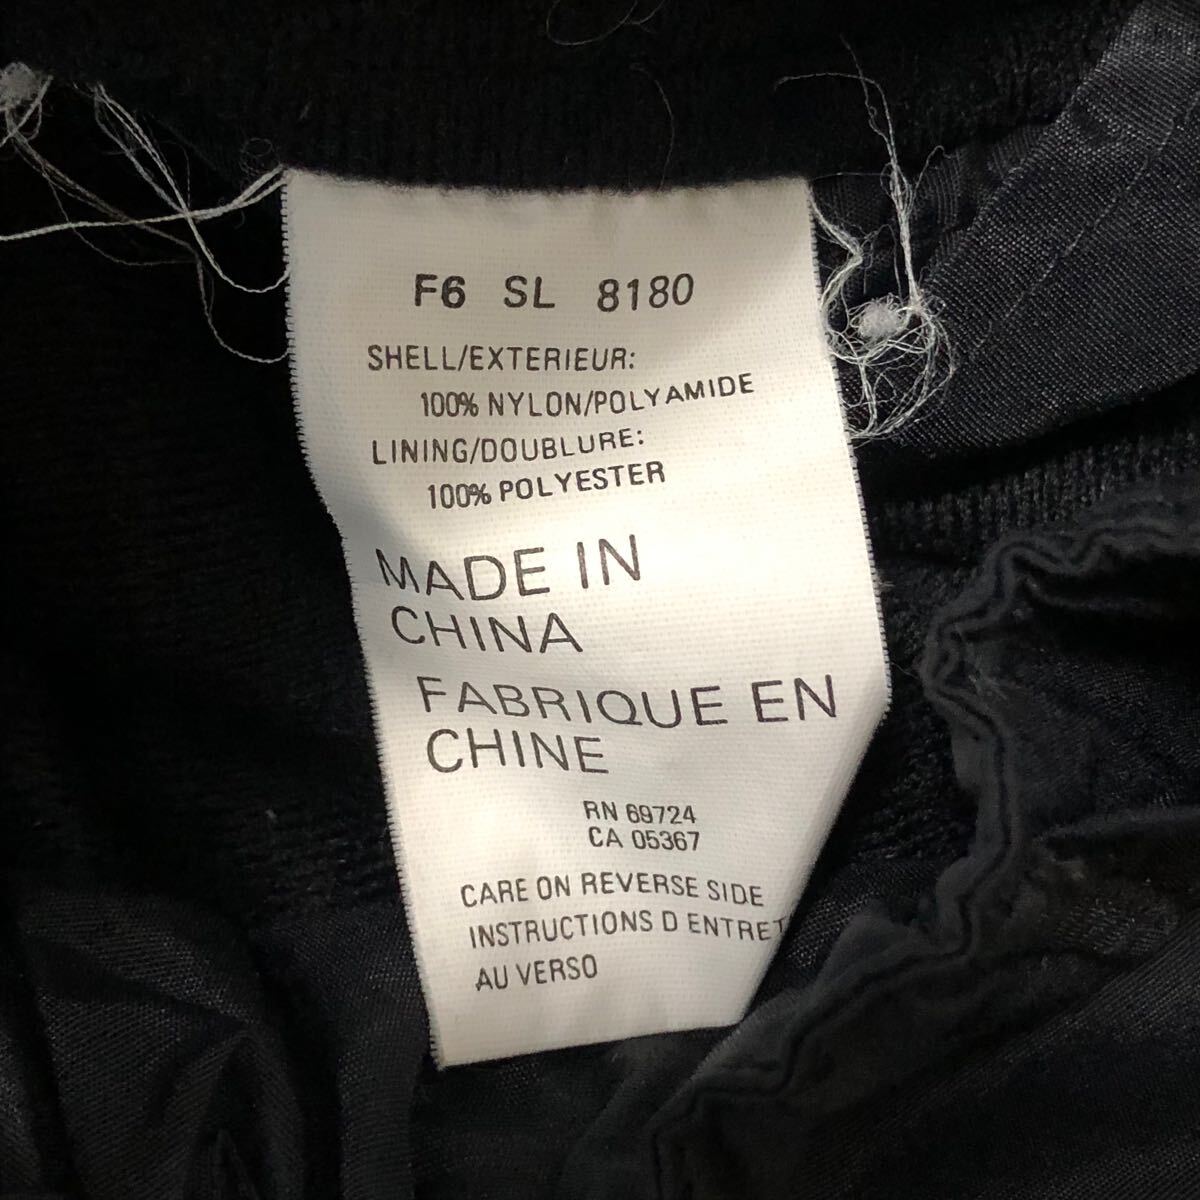 F6 SL 8180
SHELL/EXTERIEUR:
100% NYLON/POLYAMIDE
LINING/DOUBLURE:
100% POLYESTER
MADE IN
CHINA
FABRIQUE EN
CHINE
RN 69724
CA 05367
CARE ON REVERSE SIDE
INSTRUCTIONS D ENTRET
AU VERSO